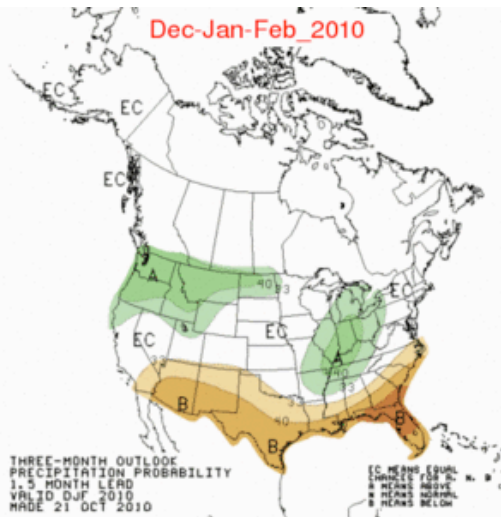 Dec-Jan-Feb_2010
EC
EC
EC
A
40
33
EC
EC
EC
A
40
33
33
33
40
B
B
B
THREE-MONTH OUTLOOK
PRECIPITATION PROBABILITY
1.5 MONTH LEAD
VALID DJF 2010
MADE 21 OCT 2010
EC MEANS EQUAL
CHANCES FOR A, N, B
A MEANS ABOVE
N MEANS NORMAL
B MEANS BELOW